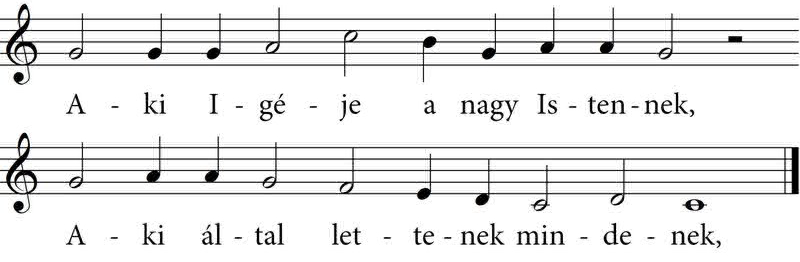 A - ki I - gé - je a nagy Is - ten - nek,
A - ki ál - tal let - te - nek min - de - nek,